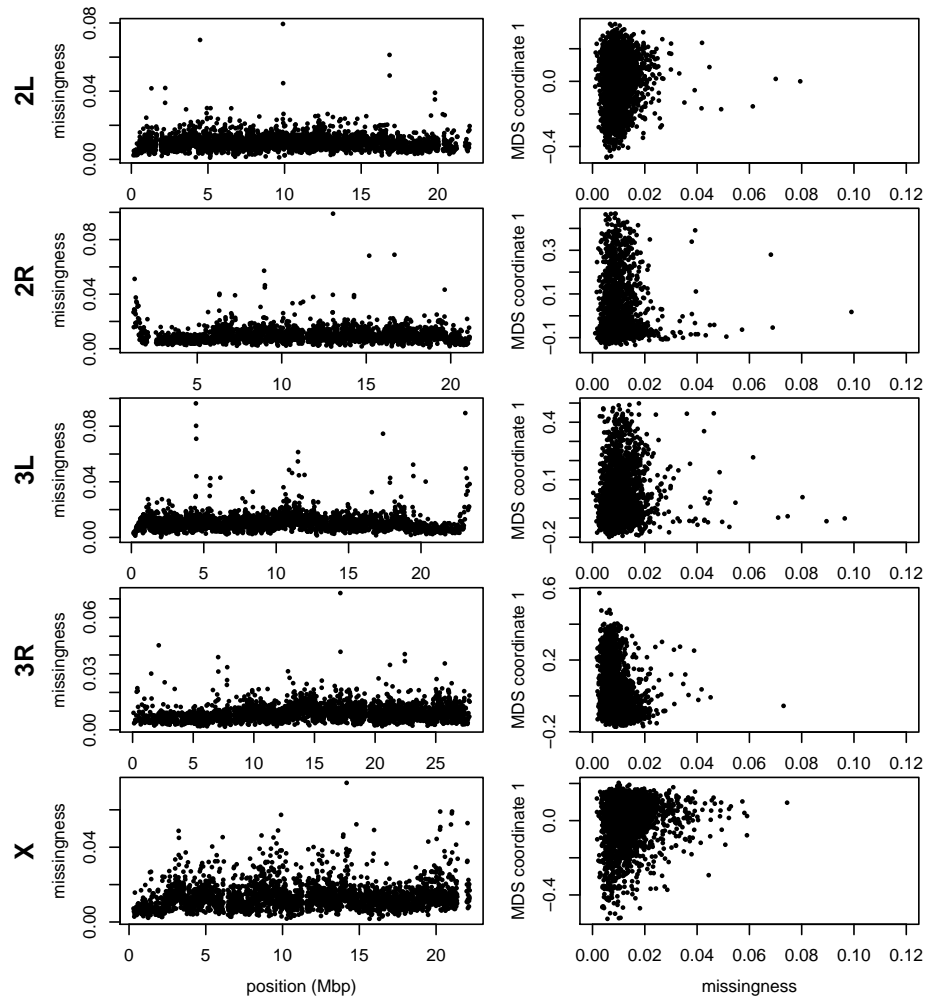 2L
missingness
0.00 0.04 0.08
0 5 10 15 20
MDS coordinate 1
−0.4 0.0
0.00 0.02 0.04 0.06 0.08 0.10 0.12
2R
missingness
0.00 0.04 0.08
5 10 15 20
MDS coordinate 1
−0.1 0.1 0.3
0.00 0.02 0.04 0.06 0.08 0.10 0.12
3L
missingness
0.00 0.04 0.08
0 5 10 15 20
MDS coordinate 1
−0.2 0.1 0.4
0.00 0.02 0.04 0.06 0.08 0.10 0.12
3R
missingness
0.00 0.03 0.06
0 5 10 15 20 25
MDS coordinate 1
−0.2 0.2 0.6
0.00 0.02 0.04 0.06 0.08 0.10 0.12
X
missingness
0.00 0.04
0 5 10 15 20
position (Mbp)
MDS coordinate 1
−0.4 0.0
0.00 0.02 0.04 0.06 0.08 0.10 0.12
missingness